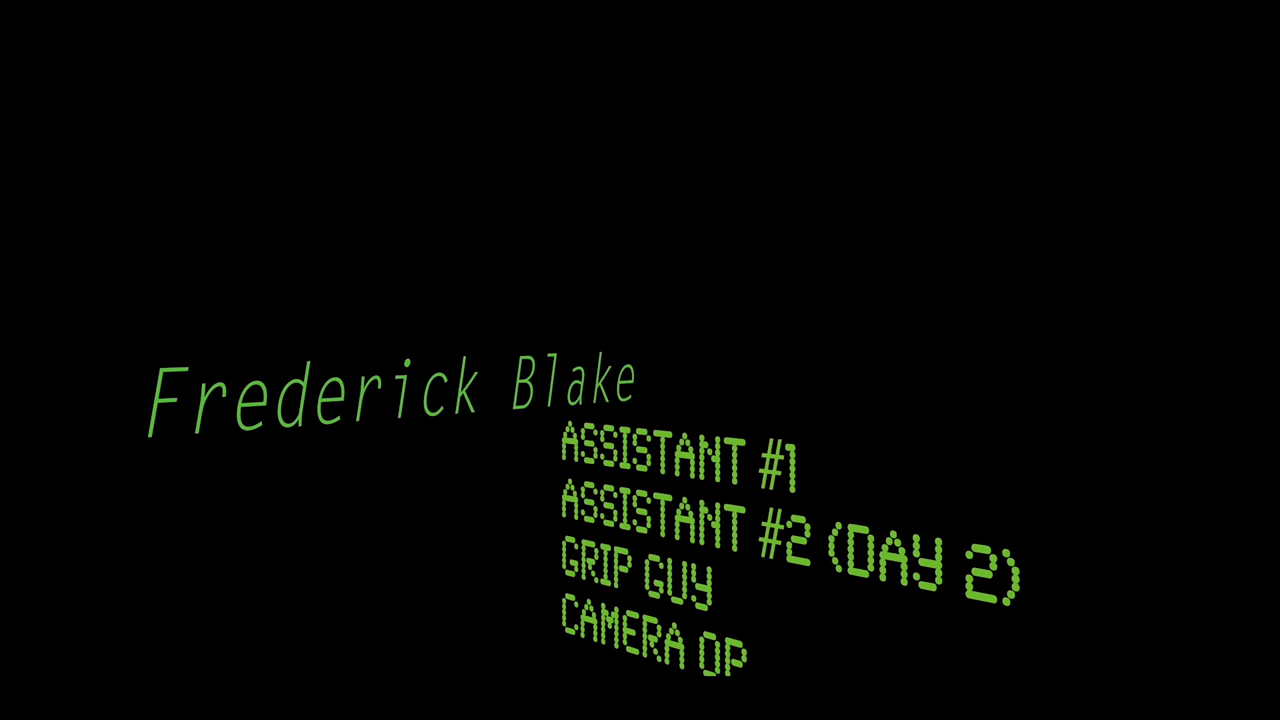 Frederick Blake
ASSISTANT #1
ASSISTANT #2 (DAY 2)
GRIP GUY
CAMERA OP